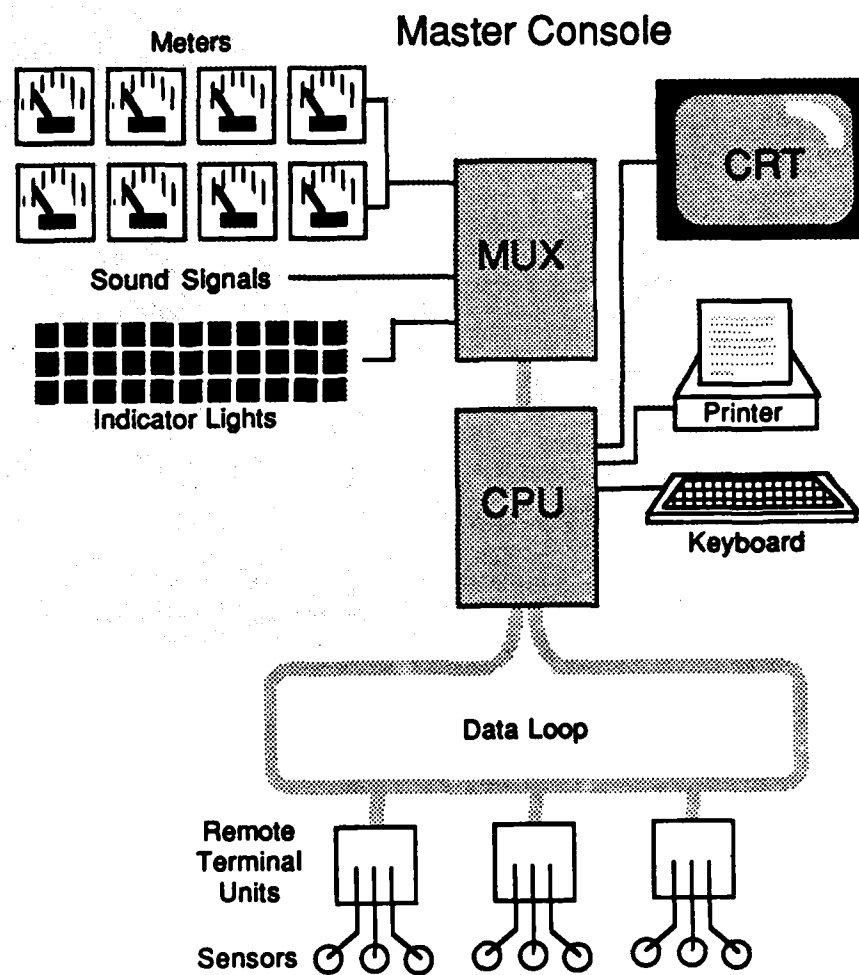 Master Console
Meters
CRT
MUX
Sound Signals
Indicator Lights
Printer
CPU
Keyboard
Data Loop
Remote
Terminal
Units
Sensors